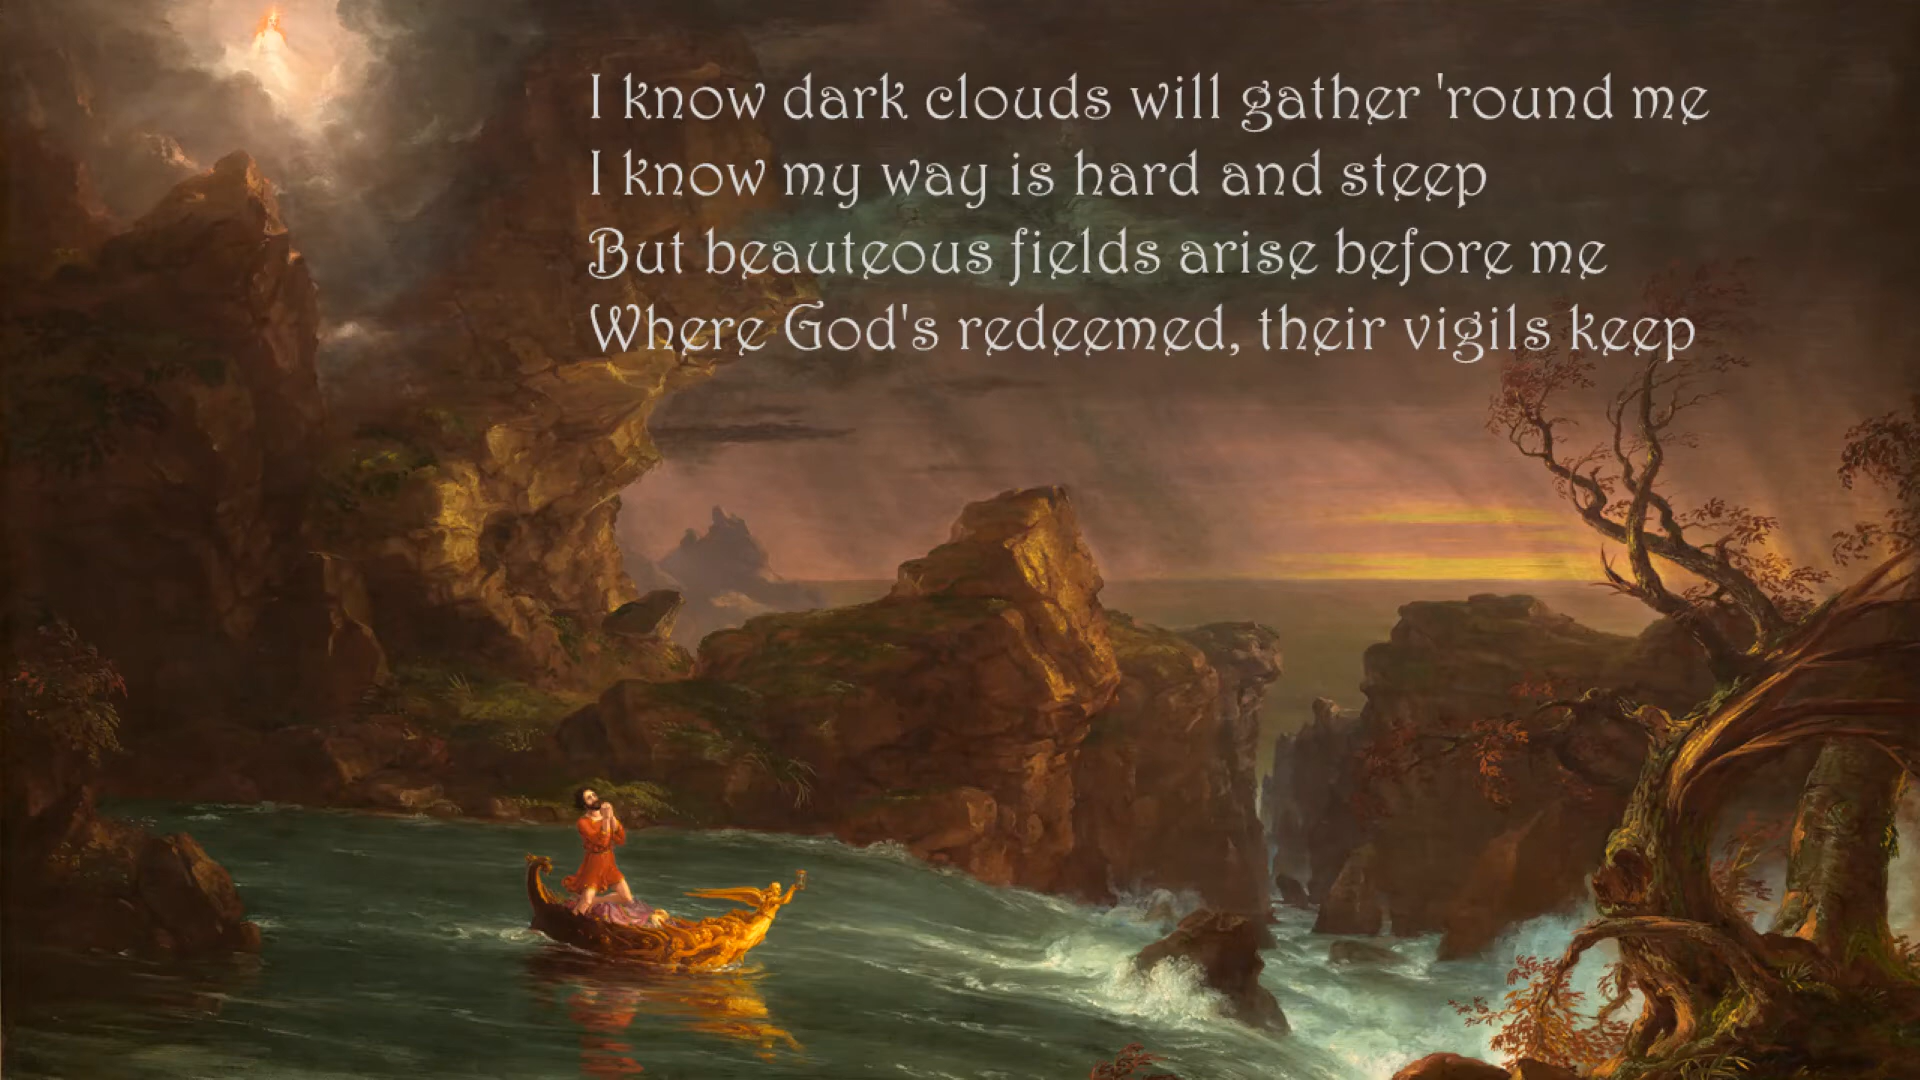 I know dark clouds will gather 'round me
I know my way is hard and steep
But beauteous fields arise before me
Where God's redeemed, their vigils keep